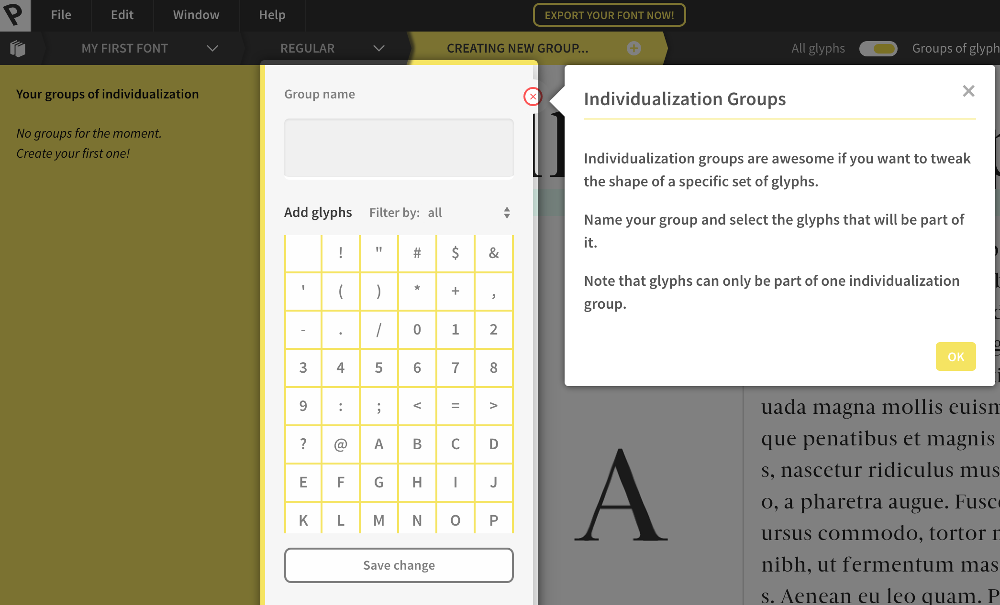 File Edit Window Help EXPORT YOUR FONT NOW!
MY FIRST FONT REGULAR CREATING NEW GROUP... All glyphs Groups of glyph
Your groups of individualization
No groups for the moment.
Create your first one!
Group name
Add glyphs Filter by: all
! " # $ &
' ( ) * + ,
- . / 0 1 2
3 4 5 6 7 8
9 : ; < = >
? @ A B C D
E F G H I J
K L M N O P
Save change
Individualization Groups
Individualization groups are awesome if you want to tweak
the shape of a specific set of glyphs.
Name your group and select the glyphs that will be part of
it.
Note that glyphs can only be part of one individualization
group.
OK
A
uada magna mollis euism
que penatibus et magnis
s, nascetur ridiculus mus
o, a pharetra augue. Fusc
ursus commodo, tortor
nibh, ut fermentum mas
s. Aenean eu leo quam. P